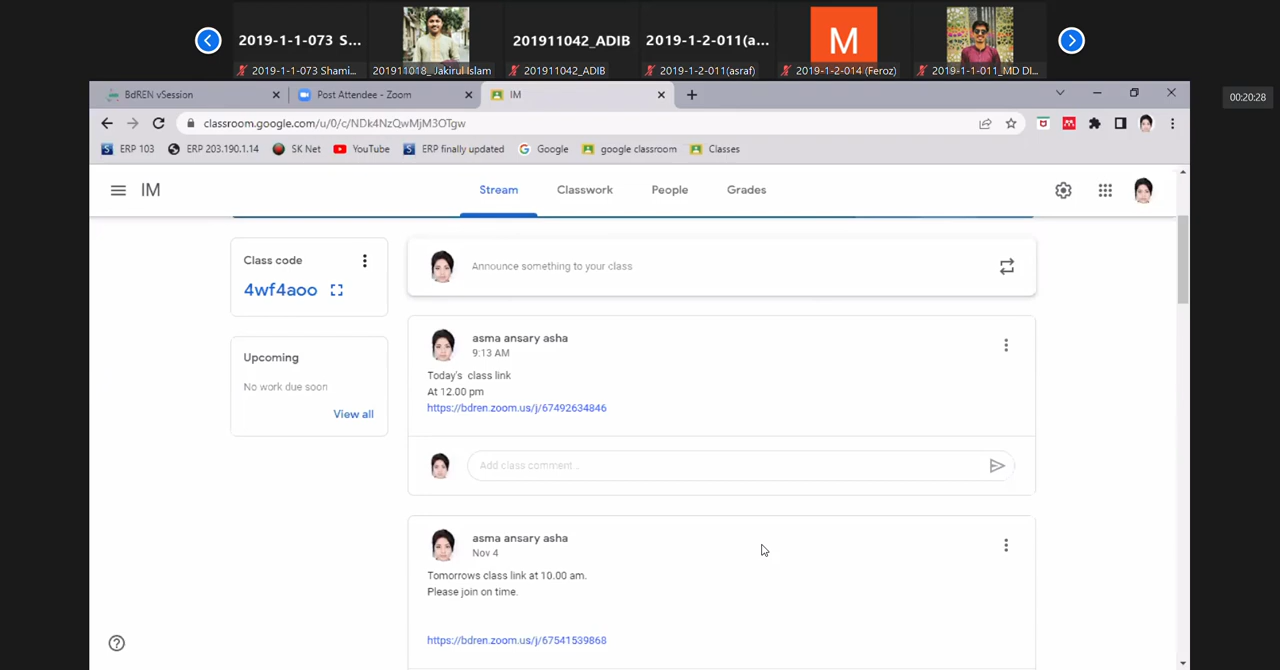 2019-1-1-073 S...
201911042_ADIB
2019-1-2-011(a...
M
2019-1-1-073 Shami...
201911018_Jakirul Islam
201911042_ADIB
2019-1-2-011(asraf)
2019-1-2-014 (Feroz)
2019-1-1-011_MD DI...
00:20:28
BdREN vSession
Post Attendee - Zoom
IM
classroom.google.com/u/0/c/NDk4NzQwMjM3OTgw
ERP 103
ERP 203.190.1.14
SK Net
YouTube
ERP finally updated
Google
google classroom
Classes
IM
Stream
Classwork
People
Grades
Class code
4wf4aoo
Upcoming
No work due soon
View all
Announce something to your class
asma ansary asha
9:13 AM
Today's class link
At 12.00 pm
https://bdren.zoom.us/j/67492634846
Add class comment...
asma ansary asha
Nov 4
Tomorrows class link at 10.00 am.
Please join on time.
https://bdren.zoom.us/j/67541539868